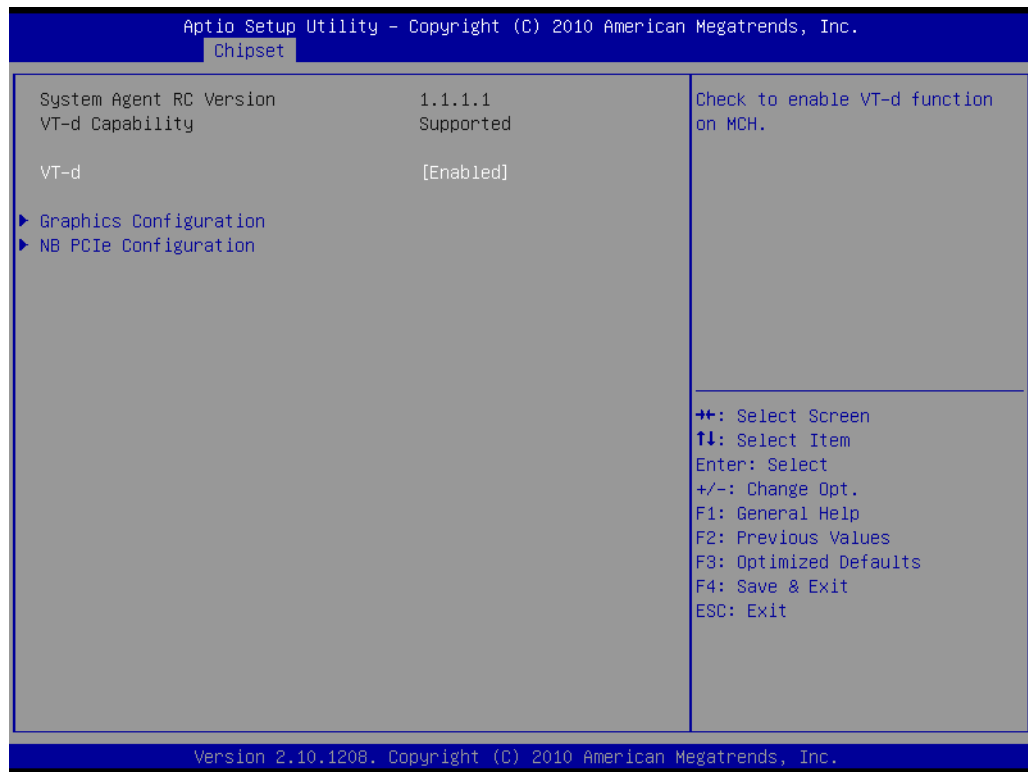 Aptio Setup Utility – Copyright (C) 2010 American Megatrends, Inc.
Chipset
System Agent RC Version 1.1.1.1
VT-d Capability Supported
VT-d [Enabled]
▶ Graphics Configuration
▶ NB PCIe Configuration
Check to enable VT-d function
on MCH.
→←: Select Screen
↑↓: Select Item
Enter: Select
+/-: Change Opt.
F1: General Help
F2: Previous Values
F3: Optimized Defaults
F4: Save & Exit
ESC: Exit
Version 2.10.1208. Copyright (C) 2010 American Megatrends, Inc.